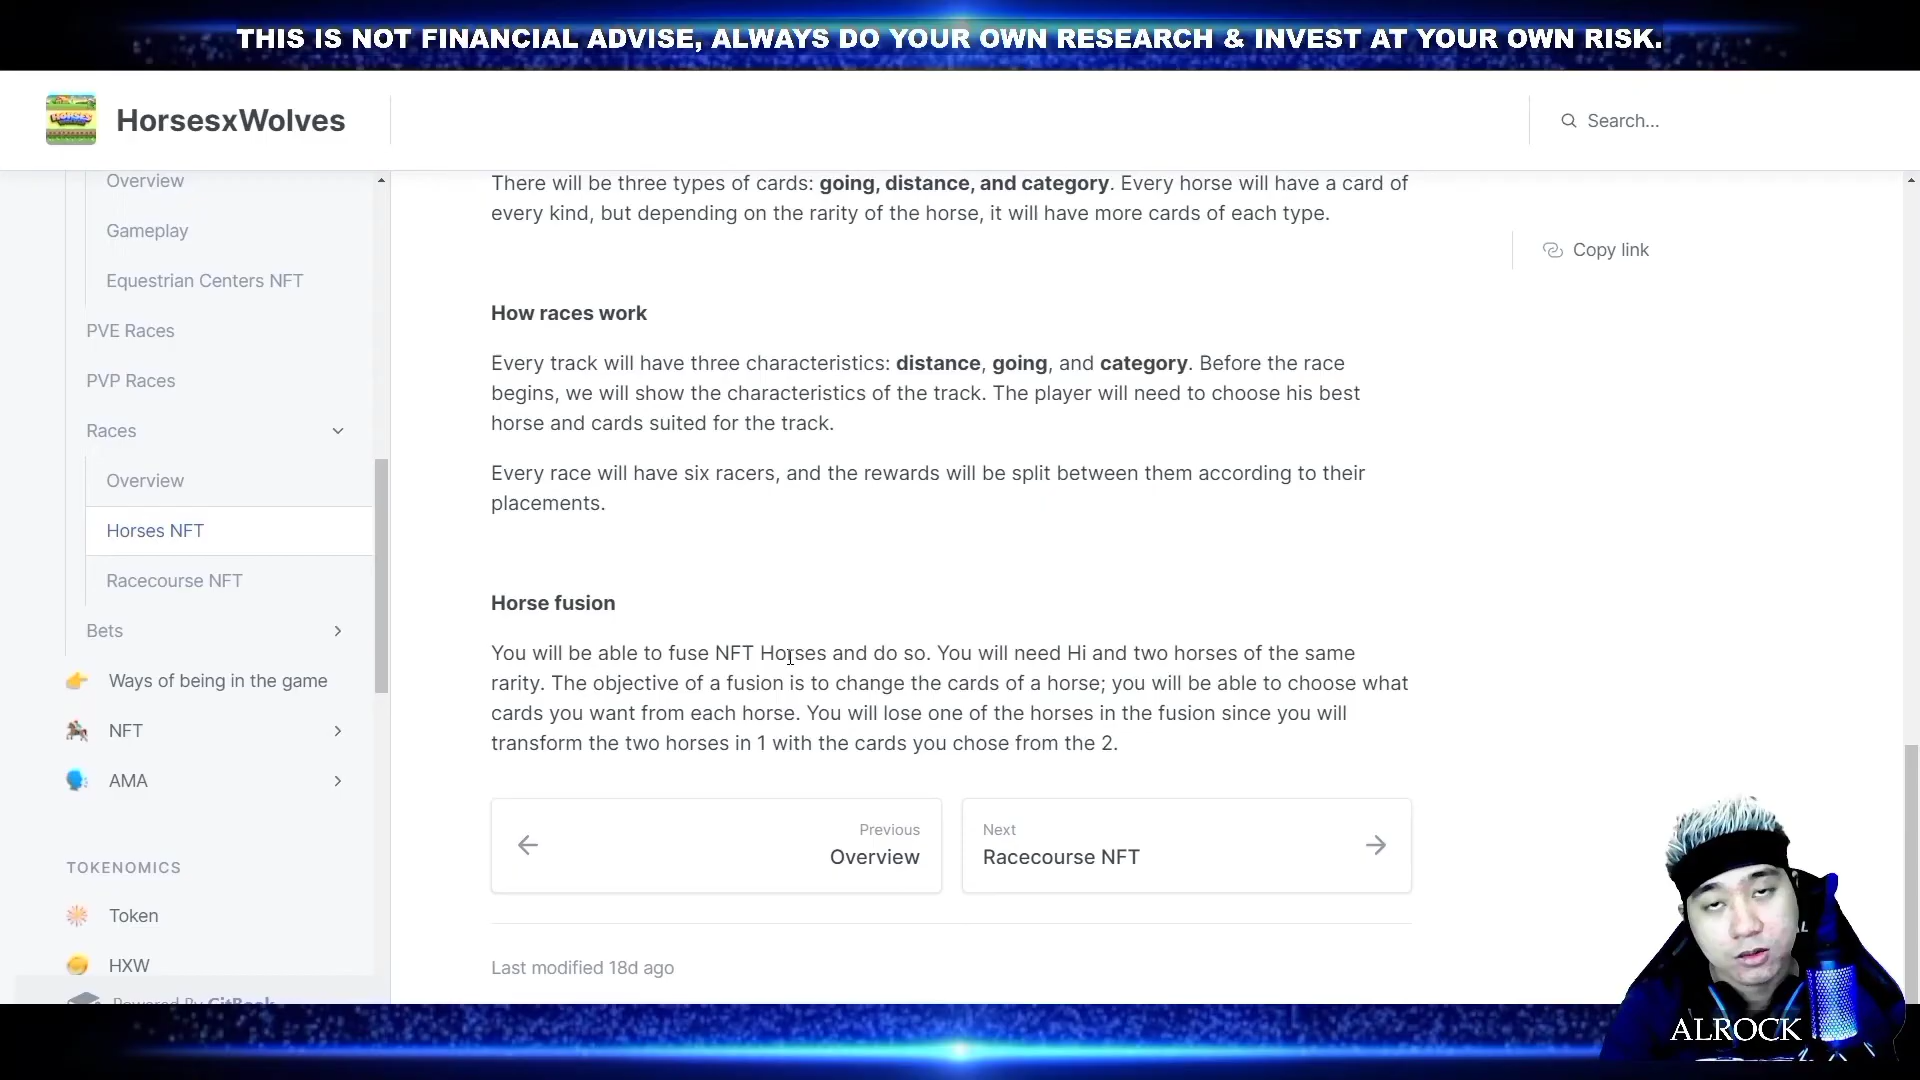 THIS IS NOT FINANCIAL ADVISE, ALWAYS DO YOUR OWN RESEARCH & INVEST AT YOUR OWN RISK.
HorsesxWolves
Search...
Overview
Gameplay
Equestrian Centers NFT
PVE Races
PVP Races
Races
Overview
Horses NFT
Racecourse NFT
Bets
Ways of being in the game
NFT
AMA
TOKENOMICS
Token
HXW
Powered By GitBook
There will be three types of cards: going, distance, and category. Every horse will have a card of
every kind, but depending on the rarity of the horse, it will have more cards of each type.
Copy link
How races work
Every track will have three characteristics: distance, going, and category. Before the race
begins, we will show the characteristics of the track. The player will need to choose his best
horse and cards suited for the track.
Every race will have six racers, and the rewards will be split between them according to their
placements.
Horse fusion
You will be able to fuse NFT Horses and do so. You will need Hi and two horses of the same
rarity. The objective of a fusion is to change the cards of a horse; you will be able to choose what
cards you want from each horse. You will lose one of the horses in the fusion since you will
transform the two horses in 1 with the cards you chose from the 2.
Previous
Overview
Next
Racecourse NFT
Last modified 18d ago
ALROCK